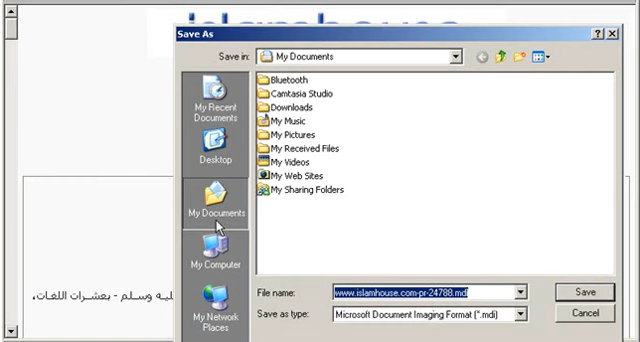 islamhouse
Save As
Save in:
My Documents
My Recent
Documents
Desktop
My Documents
My Computer
My Network
Places
Bluetooth
Camtasia Studio
Downloads
My Music
My Pictures
My Received Files
My Videos
My Web Sites
My Sharing Folders
File name:
www.islamhouse.com-pr-24788.mdi
Save
Save as type:
Microsoft Document Imaging Format (*.mdi)
Cancel
ليه وسلم - بعشرات اللغات،